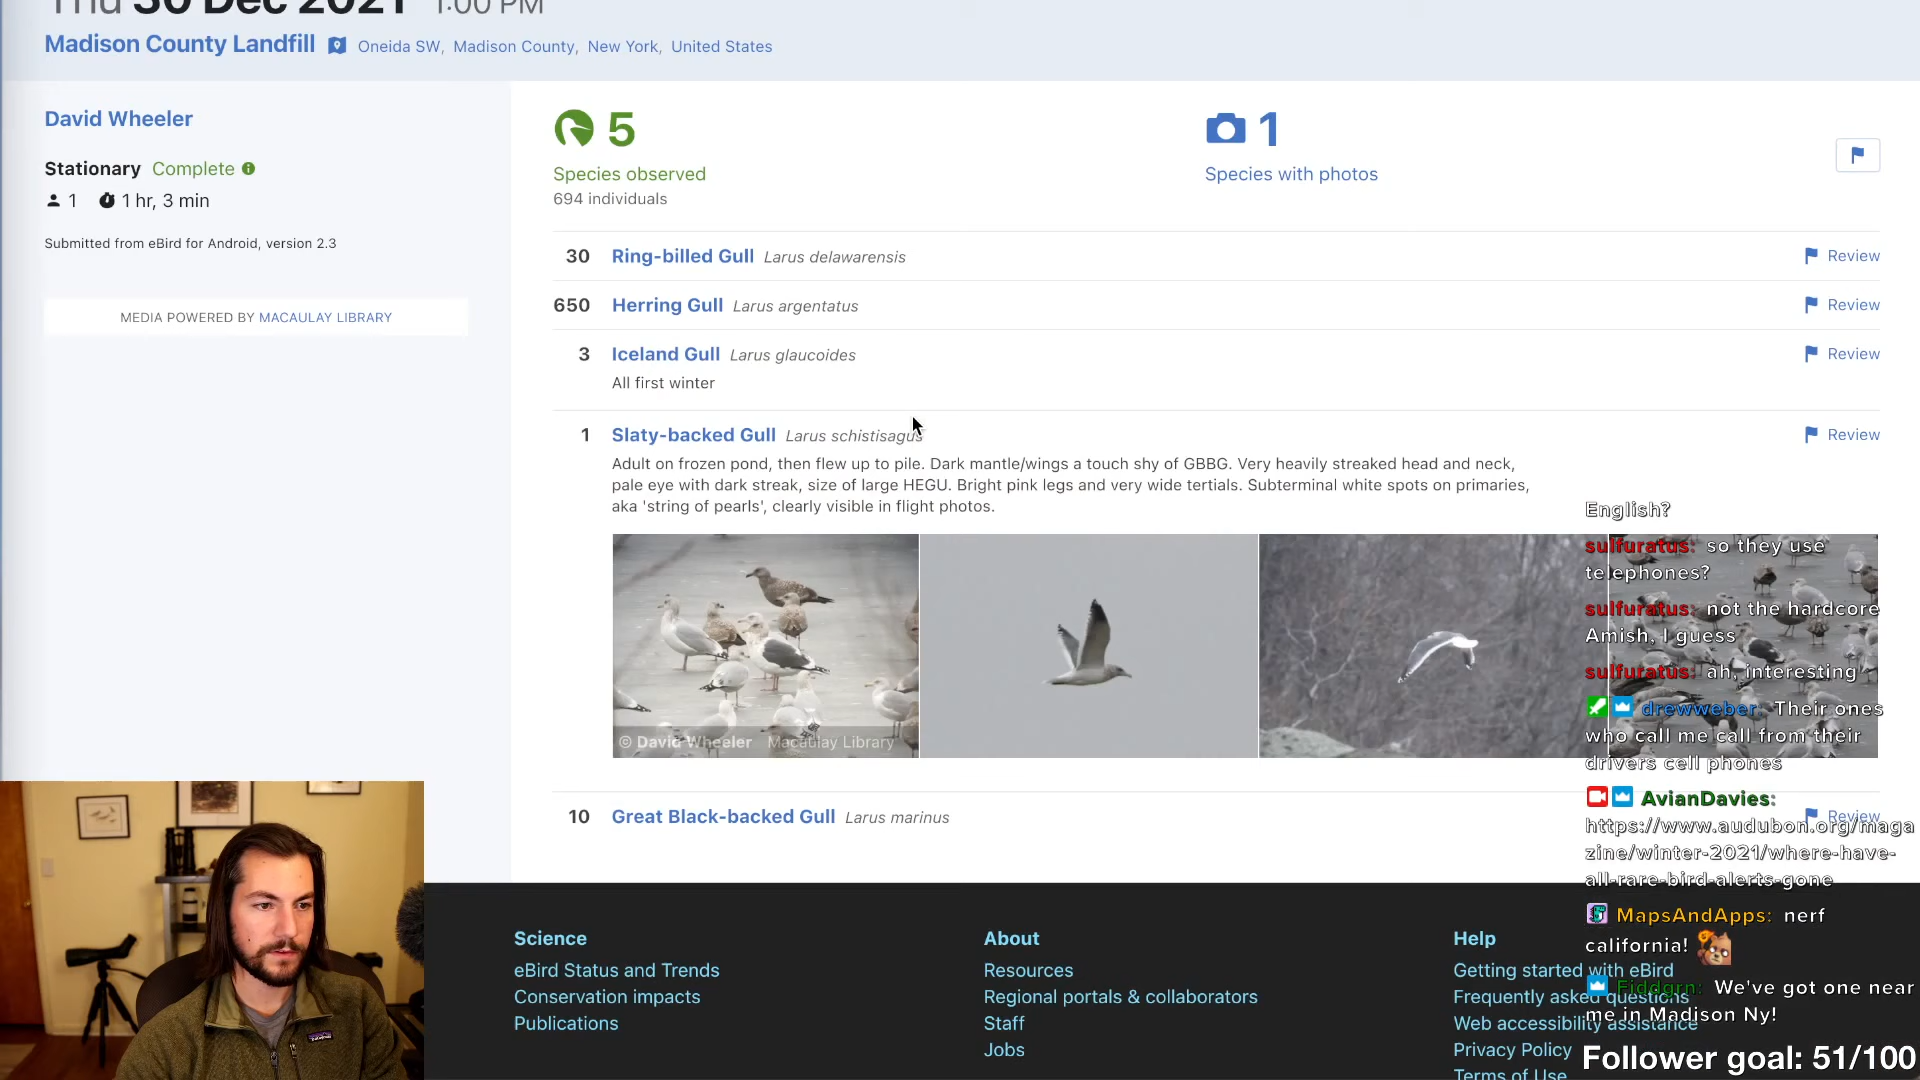 Thu 30 Dec 2021 1:00 PM
Madison County Landfill Oneida SW, Madison County, New York, United States
David Wheeler
Stationary Complete
1 1 hr, 3 min
Submitted from eBird for Android, version 2.3
MEDIA POWERED BY MACAULAY LIBRARY
5
Species observed
694 individuals
1
Species with photos
30 Ring-billed Gull Larus delawarensis Review
650 Herring Gull Larus argentatus Review
3 Iceland Gull Larus glaucoides Review
All first winter
1 Slaty-backed Gull Larus schistisagus Review
Adult on frozen pond, then flew up to pile. Dark mantle/wings a touch shy of GBBG. Very heavily streaked head and neck,
pale eye with dark streak, size of large HEGU. Bright pink legs and very wide tertials. Subterminal white spots on primaries,
aka 'string of pearls', clearly visible in flight photos.
© David Wheeler Macaulay Library
10 Great Black-backed Gull Larus marinus Review
English?
sulfuratus: so they use
telephones?
sulfuratus: not the hardcore
Amish, I guess
sulfuratus: ah, interesting
drewweber: Their ones
who call me call from their
drivers cell phones
AvianDavies:
https://www.audubon.org/maga
zine/winter-2021/where-have-
all-rare-bird-alerts-gone
MapsAndApps: nerf
california!
Fiddgrn: We've got one near
me in Madison Ny!
Follower goal: 51/100
Science
eBird Status and Trends
Conservation impacts
Publications
About
Resources
Regional portals & collaborators
Staff
Jobs
Help
Getting started with eBird
Frequently asked questions
Web accessibility assistance
Privacy Policy
Terms of Use